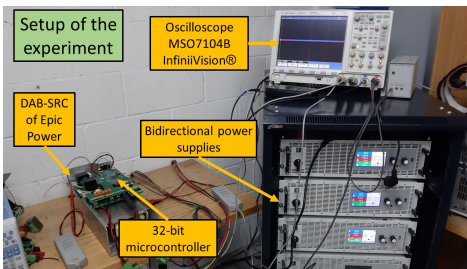 Setup of the
experiment
Oscilloscope
MSO7104B
InfiniiVision®
DAB-SRC
of Epic
Power
Bidirectional power
supplies
32-bit
microcontroller